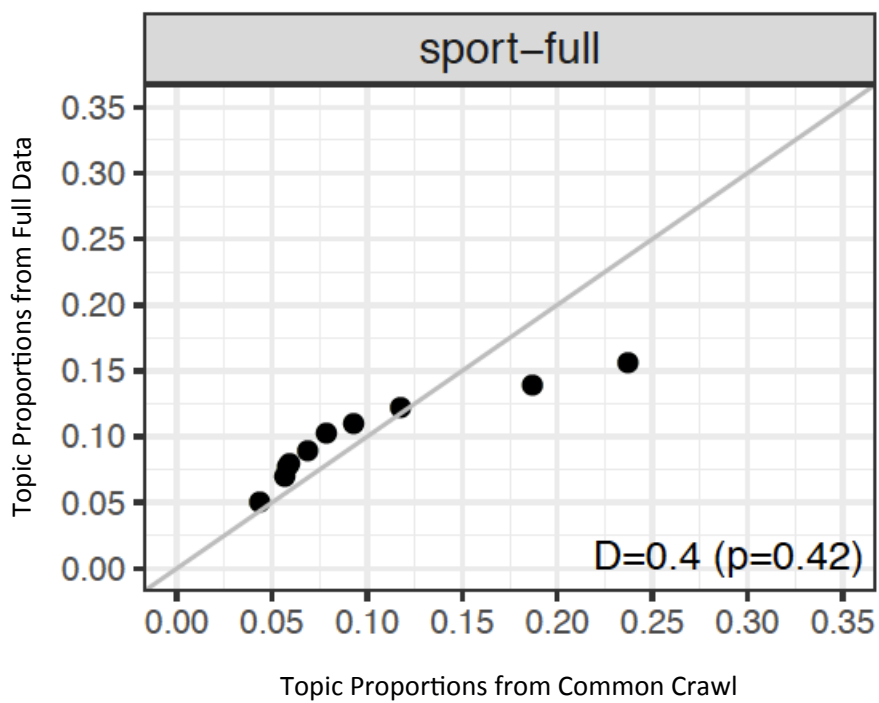 sport−full
Topic Proportions from Full Data
0.35
0.30
0.25
0.20
0.15
0.10
0.05
0.00
D=0.4 (p=0.42)
0.00 0.05 0.10 0.15 0.20 0.25 0.30 0.35
Topic Proportions from Common Crawl